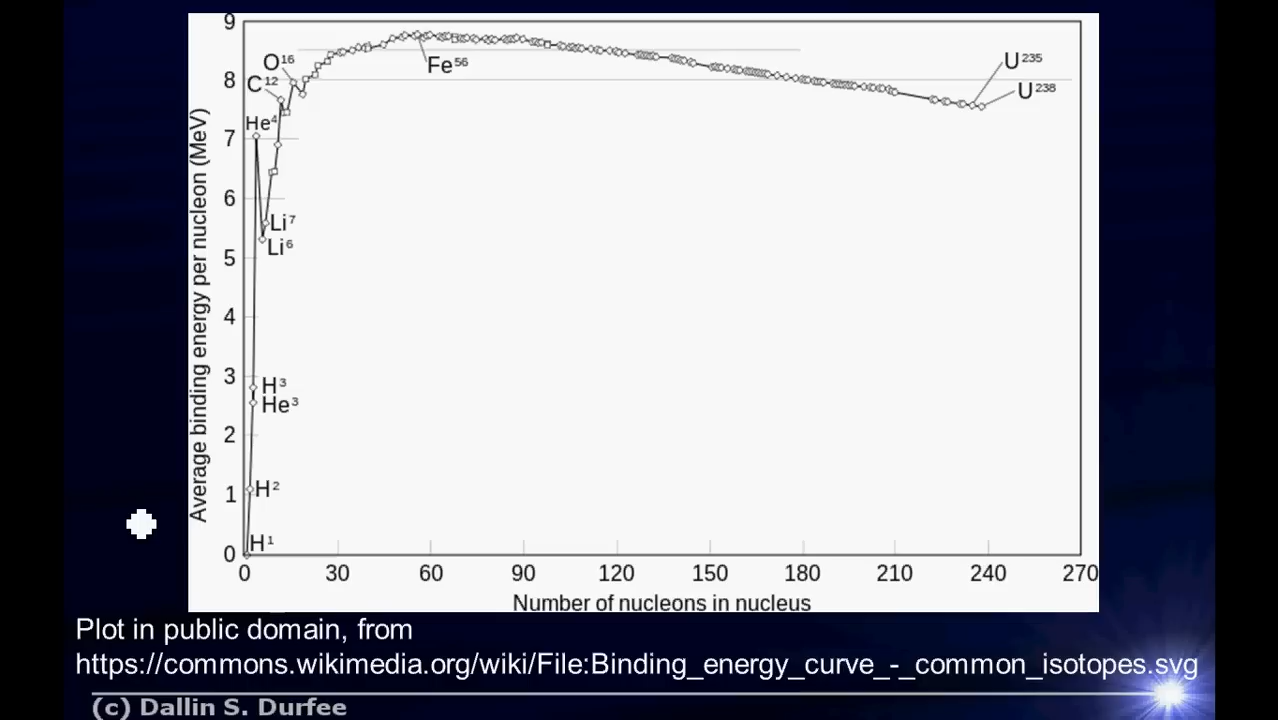 9
8
7
6
5
4
3
2
1
0
Average binding energy per nucleon (MeV)
O¹⁶
C¹²
He⁴
Li⁷
Li⁶
H³
He³
H²
H¹
Fe⁵⁶
U²³⁵
U²³⁸
0 30 60 90 120 150 180 210 240 270
Number of nucleons in nucleus
Plot in public domain, from
https://commons.wikimedia.org/wiki/File:Binding_energy_curve_-_common_isotopes.svg
(c) Dallin S. Durfee